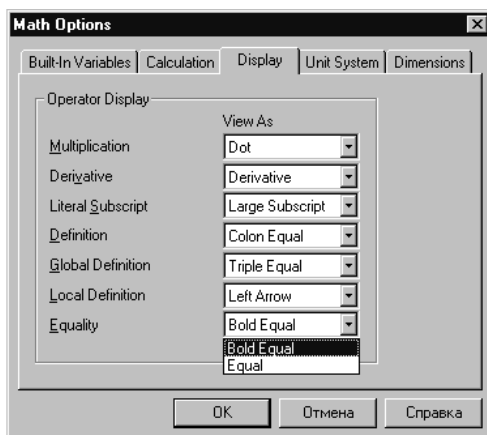 Math Options
Built-In Variables Calculation Display Unit System Dimensions
Operator Display
View As
Multiplication Dot
Derivative Derivative
Literal Subscript Large Subscript
Definition Colon Equal
Global Definition Triple Equal
Local Definition Left Arrow
Equality Bold Equal
Bold Equal
Equal
OK Отмена Справка